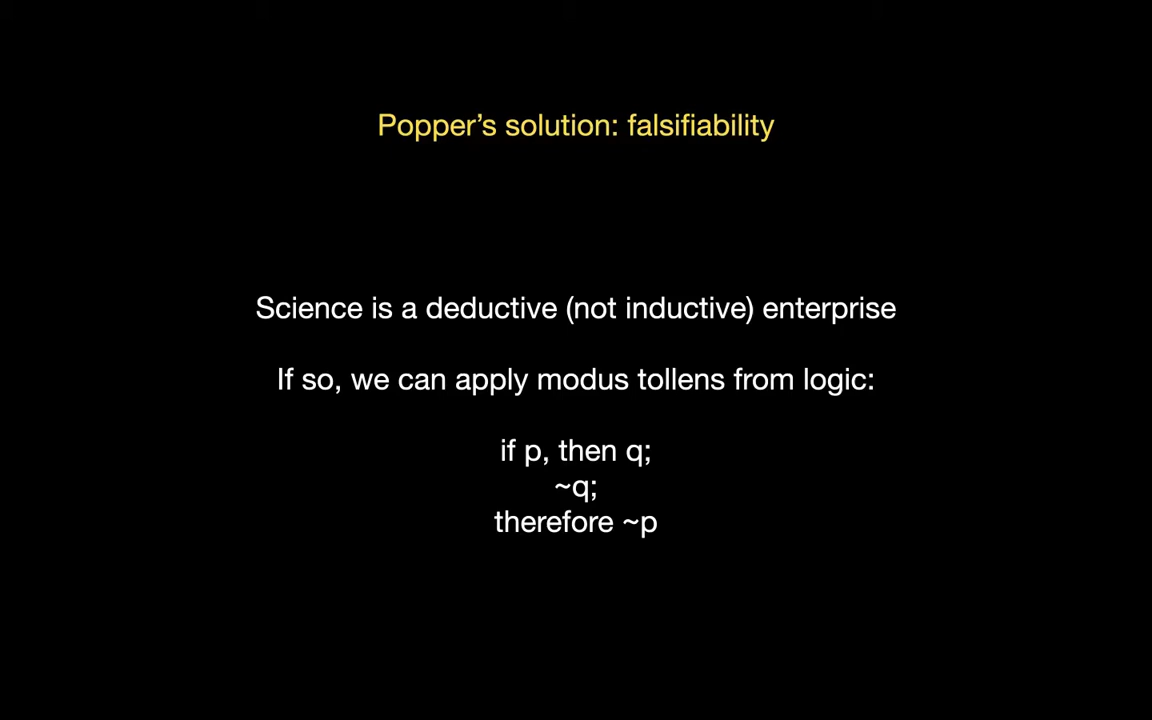 Popper’s solution: falsifiability
Science is a deductive (not inductive) enterprise
If so, we can apply modus tollens from logic:
if p, then q;
~q;
therefore ~p